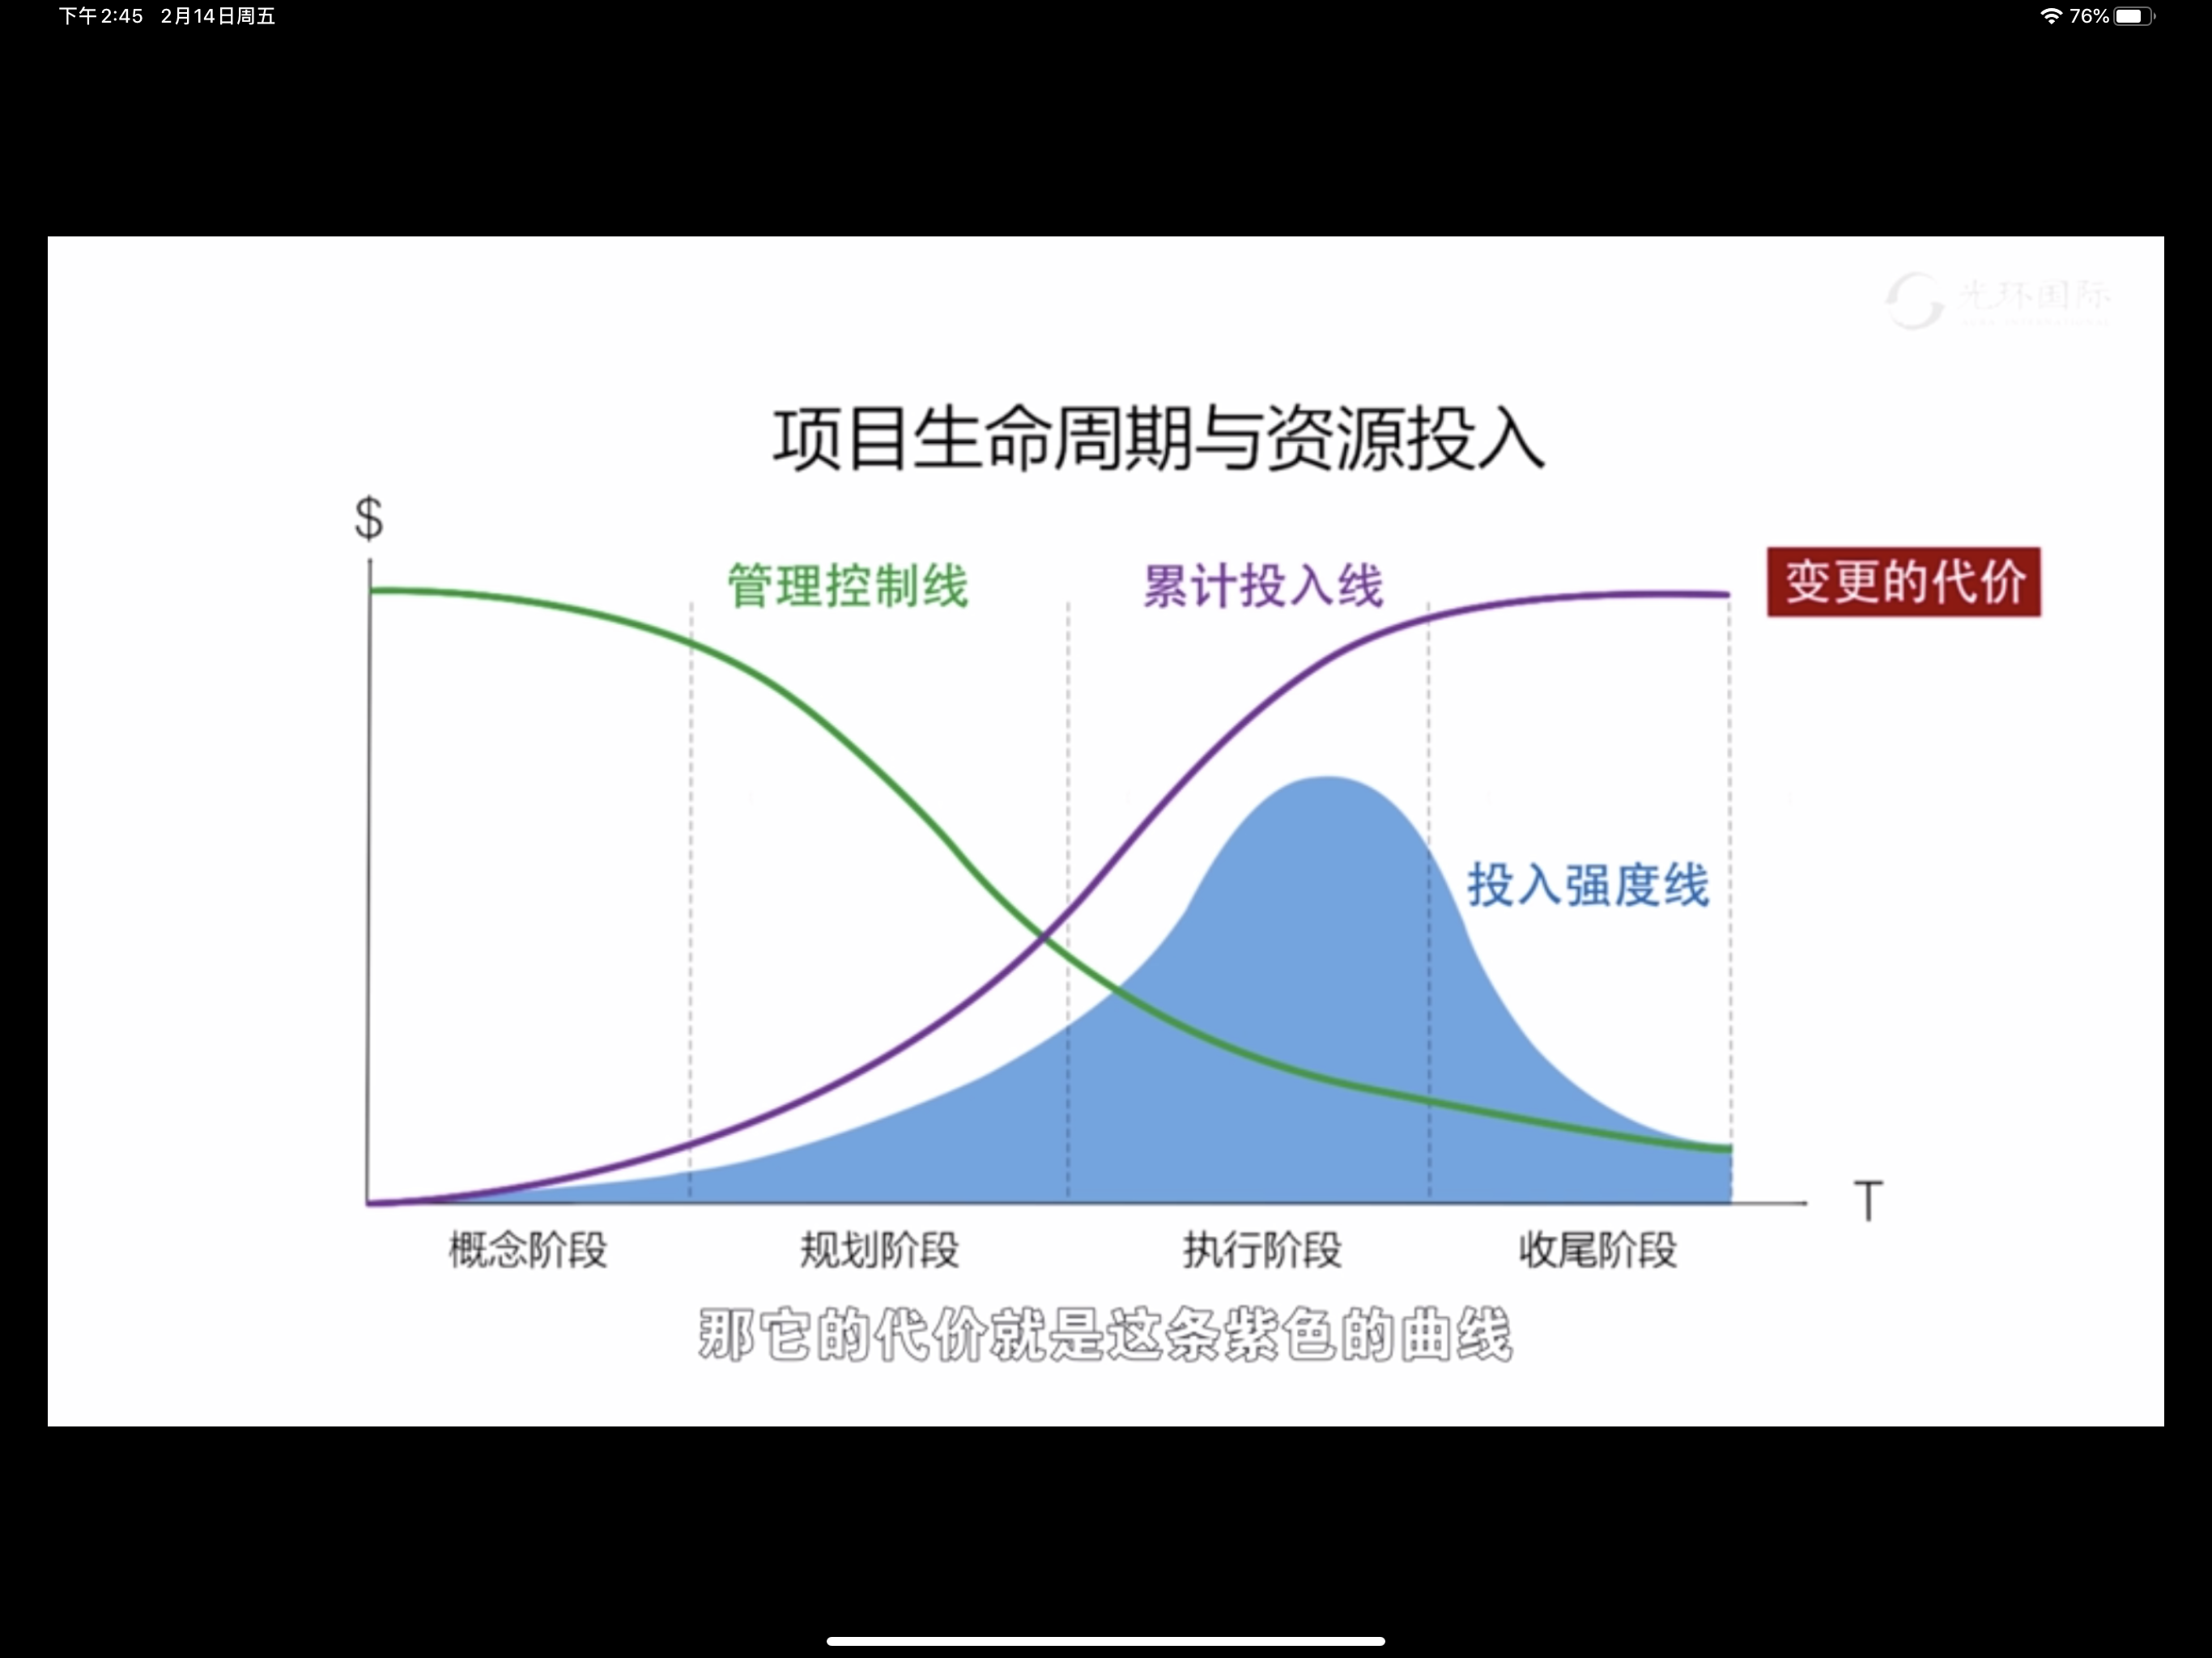 下午2:45 2月14日周五
76%
光环国际
项目生命周期与资源投入
$
管理控制线
累计投入线
变更的代价
投入强度线
T
概念阶段 规划阶段 执行阶段 收尾阶段
那它的代价就是这条紫色的曲线